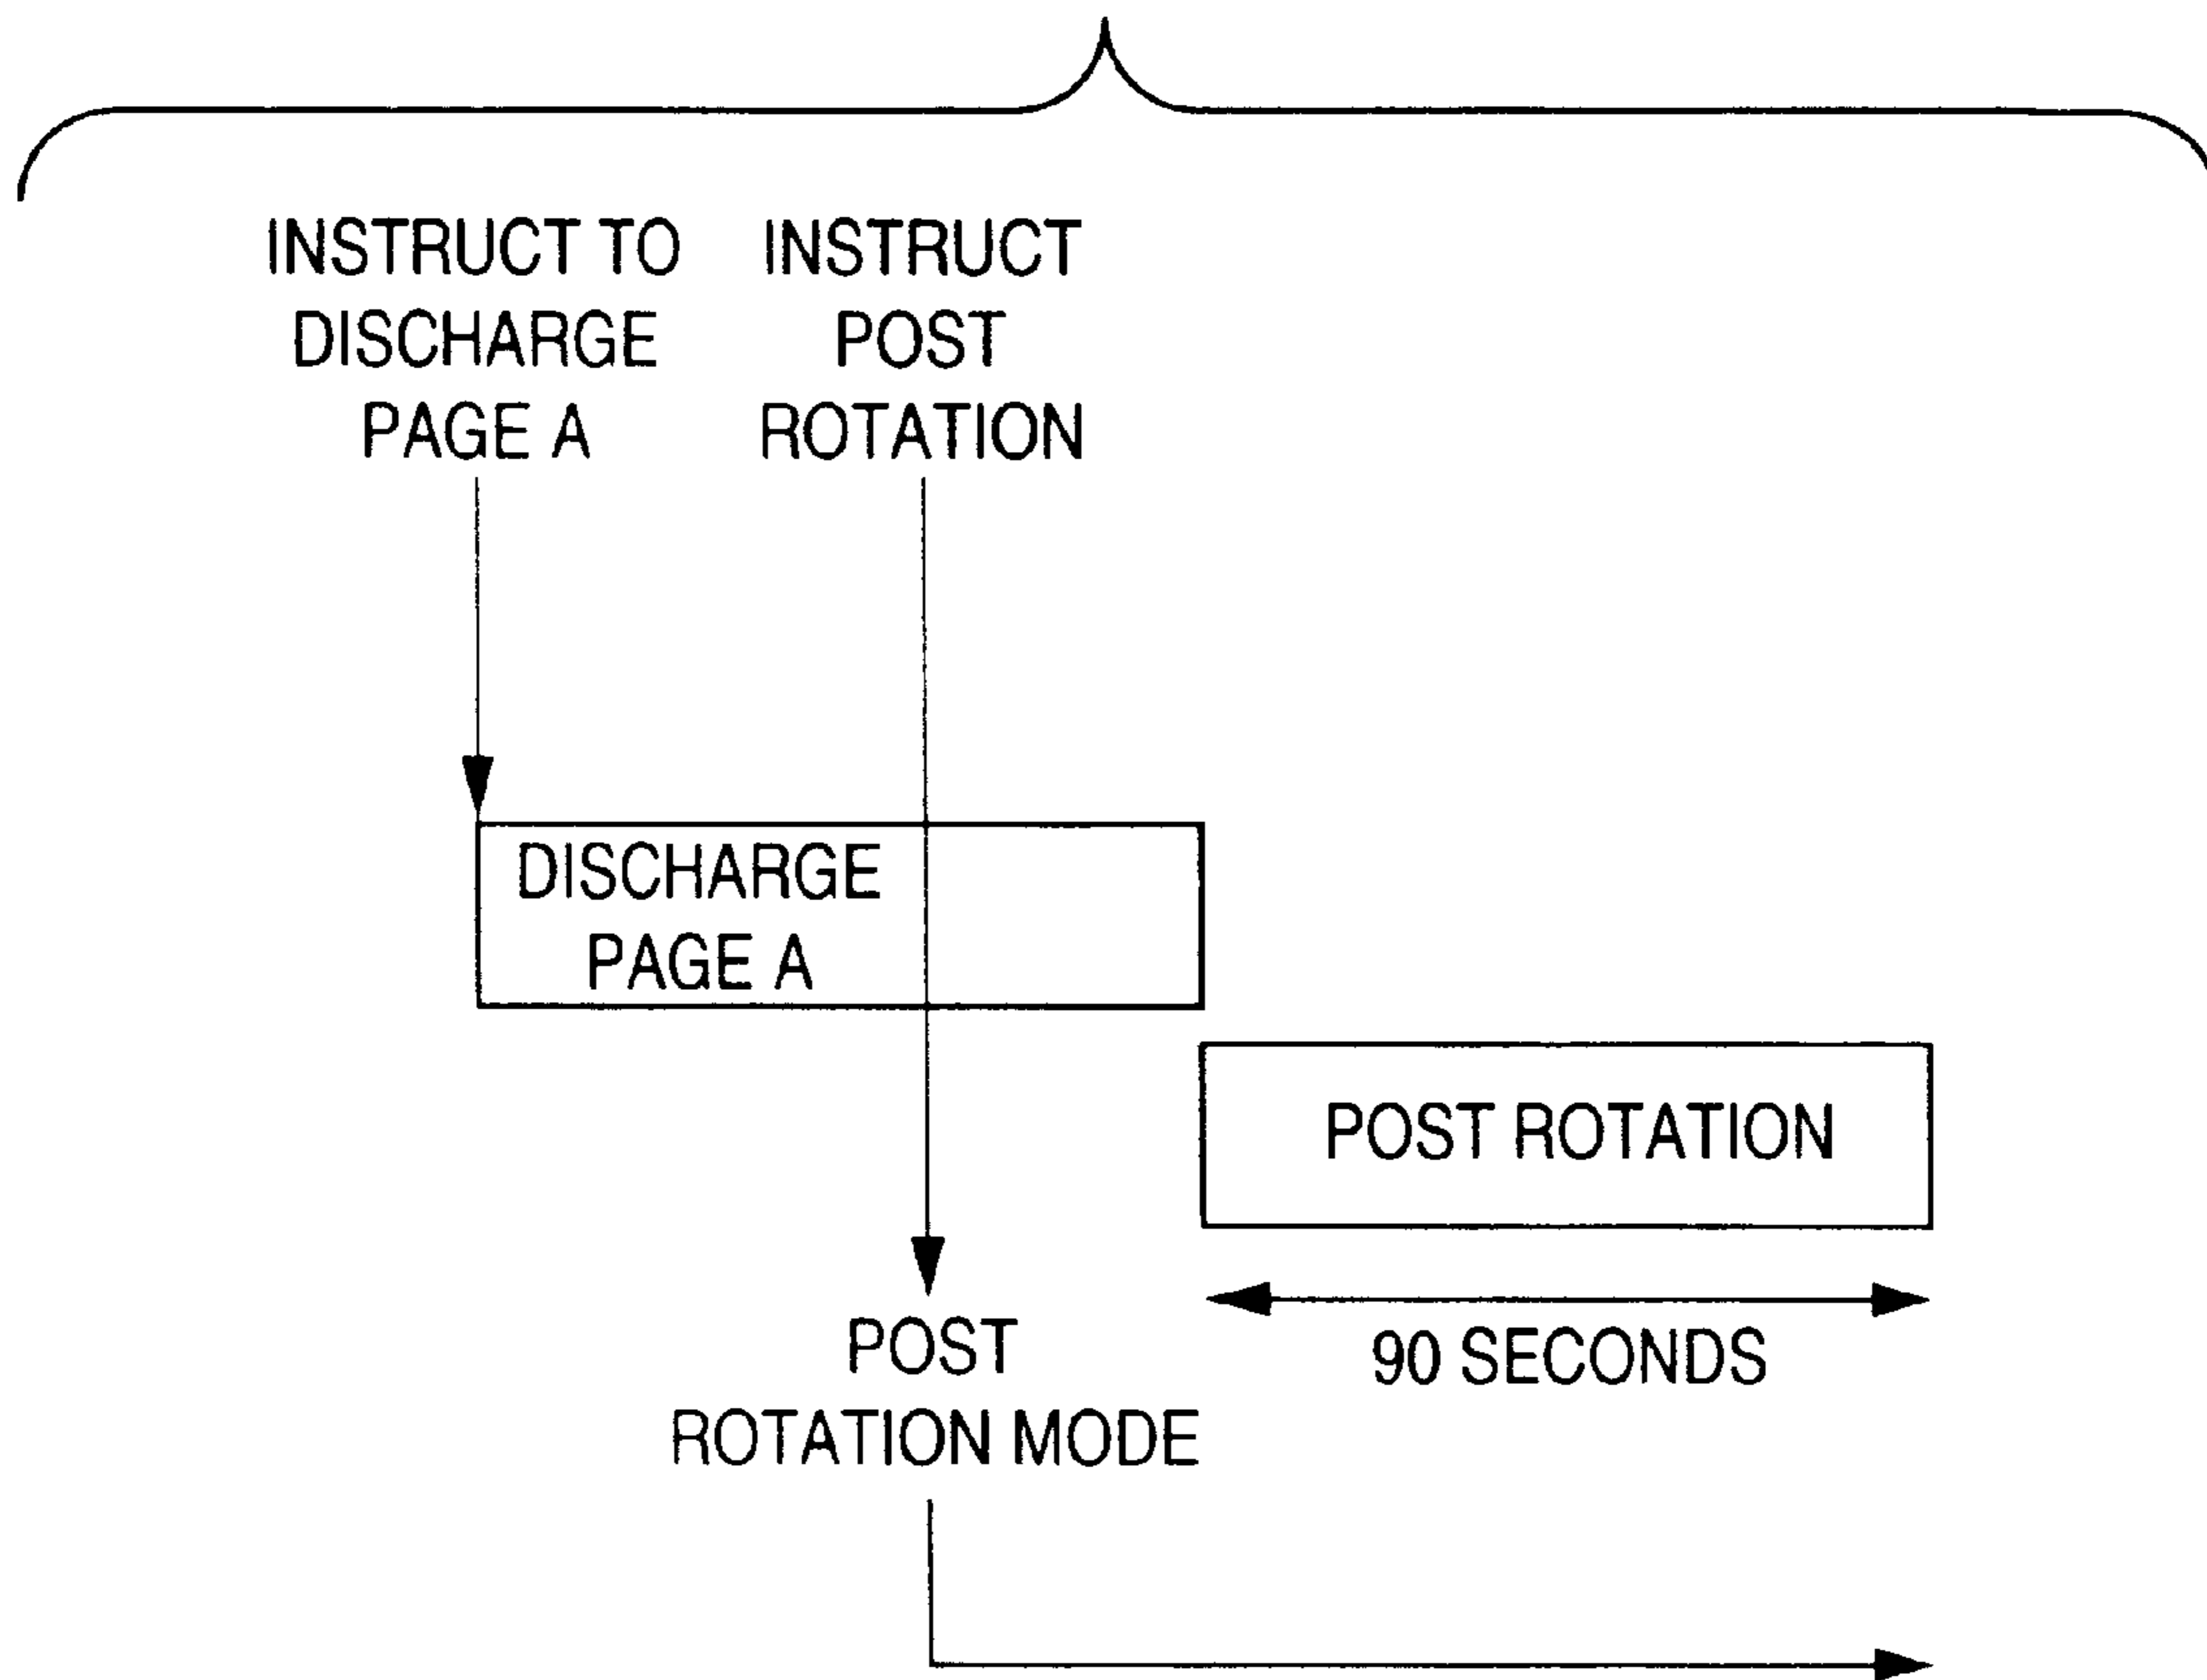 INSTRUCT TO
DISCHARGE
PAGE A
INSTRUCT
POST
ROTATION
DISCHARGE
PAGE A
POST ROTATION
90 SECONDS
POST
ROTATION MODE